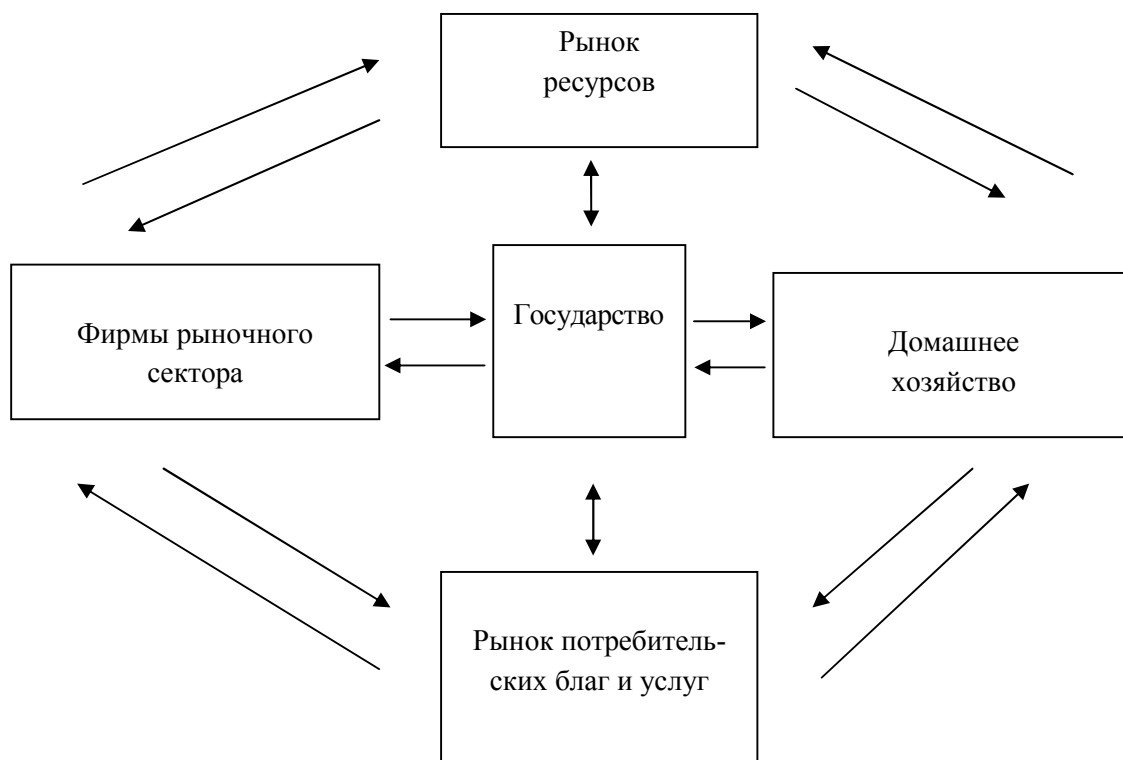 Рынок
ресурсов
Государство
Фирмы рыночного
сектора
Домашнее
хозяйство
Рынок потребитель-
ских благ и услуг